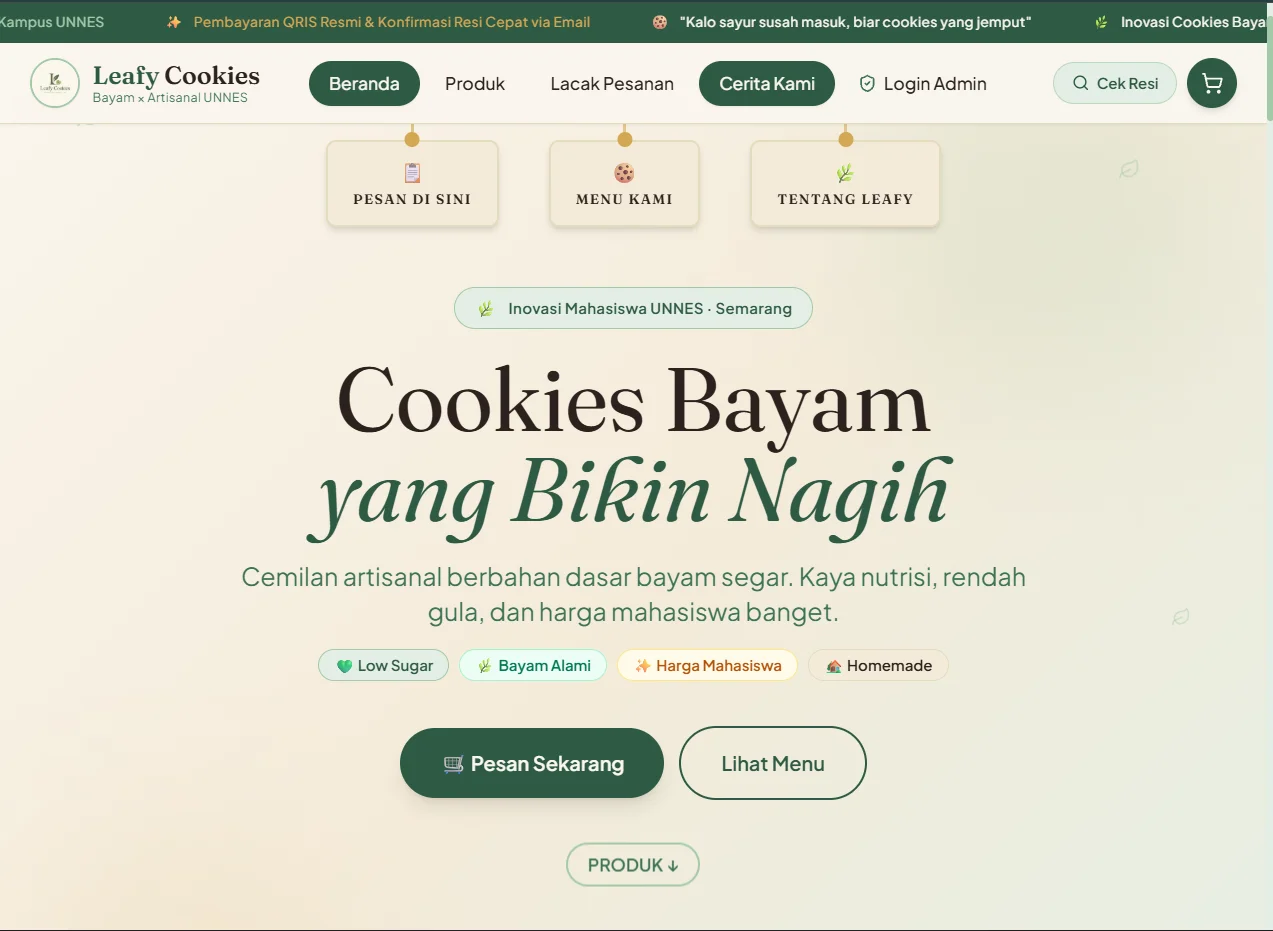 Kampus UNNES ✨ Pembayaran QRIS Resmi & Konfirmasi Resi Cepat via Email 🍪 "Kalo sayur susah masuk, biar cookies yang jemput" 🌿 Inovasi Cookies Baya
Leafy Cookies
Bayam × Artisanal UNNES
Beranda
Produk
Lacak Pesanan
Cerita Kami
Login Admin
Cek Resi
PESAN DI SINI
MENU KAMI
TENTANG LEAFY
Inovasi Mahasiswa UNNES · Semarang
Cookies Bayam
yang Bikin Nagih
Cemilan artisanal berbahan dasar bayam segar. Kaya nutrisi, rendah
gula, dan harga mahasiswa banget.
Low Sugar
Bayam Alami
Harga Mahasiswa
Homemade
Pesan Sekarang
Lihat Menu
PRODUK ↓